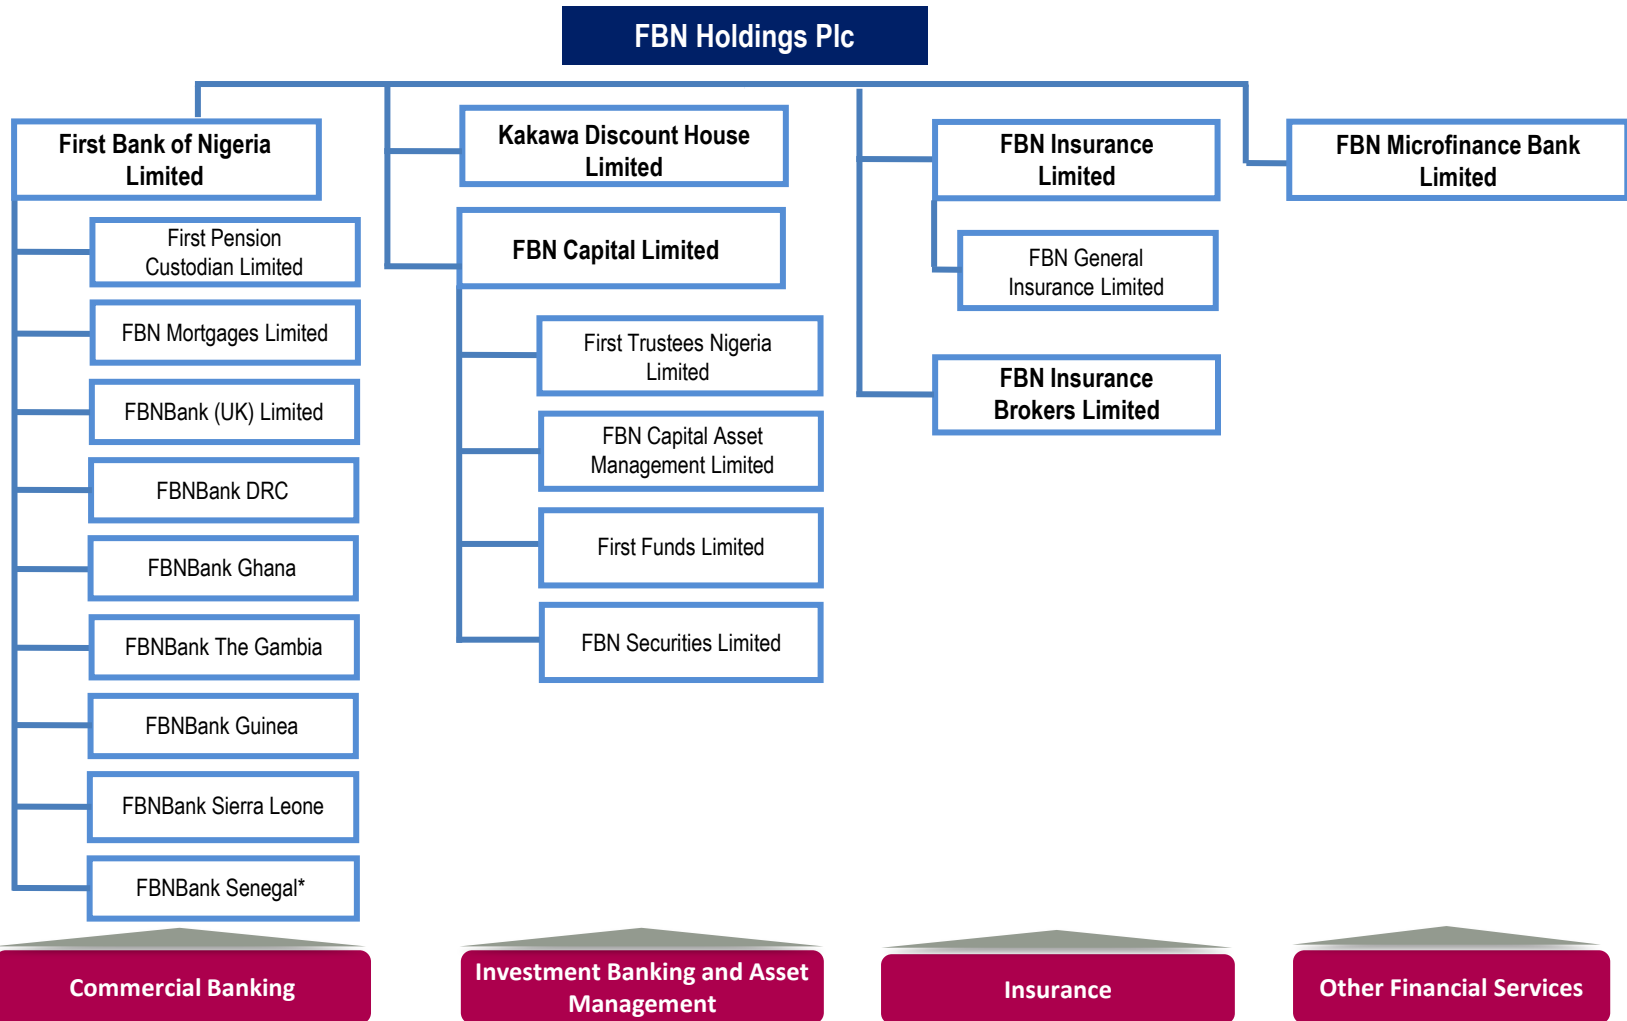 FBN Holdings Plc
First Bank of Nigeria
Limited
First Pension
Custodian Limited
FBN Mortgages Limited
FBNBank (UK) Limited
FBNBank DRC
FBNBank Ghana
FBNBank The Gambia
FBNBank Guinea
FBNBank Sierra Leone
FBNBank Senegal*
Commercial Banking
Kakawa Discount House
Limited
FBN Capital Limited
First Trustees Nigeria
Limited
FBN Capital Asset
Management Limited
First Funds Limited
FBN Securities Limited
Investment Banking and Asset
Management
FBN Insurance
Limited
FBN General
Insurance Limited
FBN Insurance
Brokers Limited
Insurance
FBN Microfinance Bank
Limited
Other Financial Services